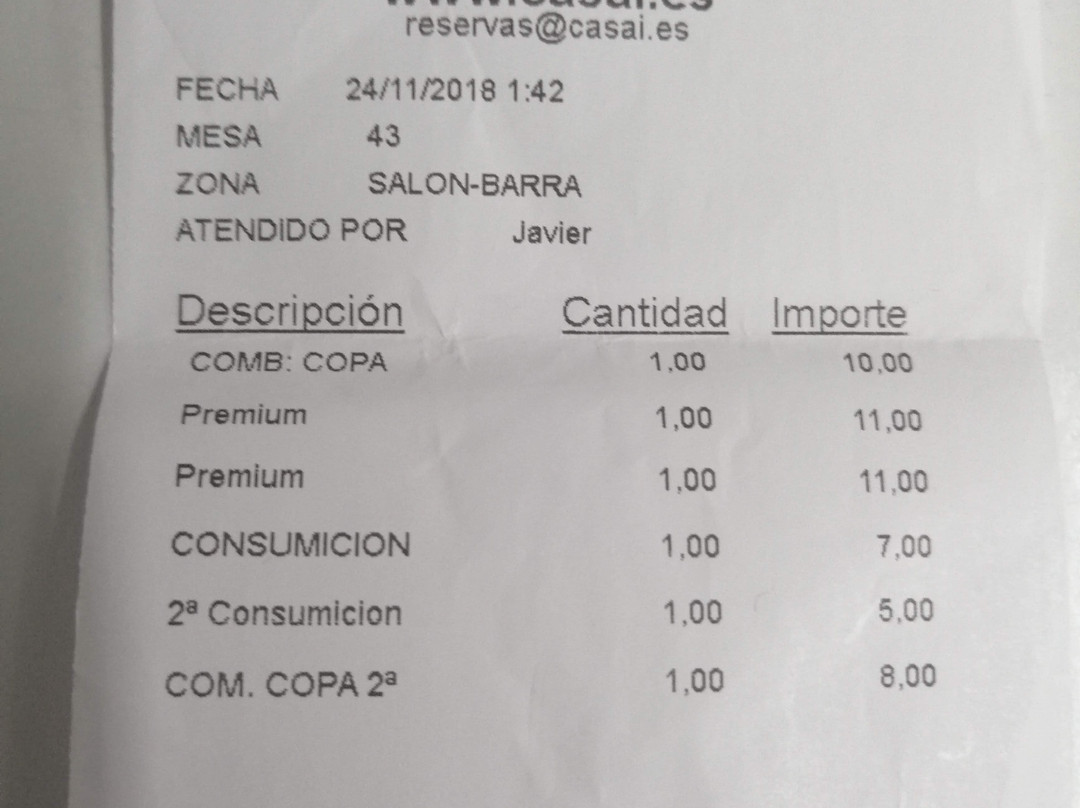 reservas@casai.es
FECHA 24/11/2018 1:42
MESA 43
ZONA SALON-BARRA
ATENDIDO POR Javier
Descripción Cantidad Importe
COMB: COPA 1,00 10,00
Premium 1,00 11,00
Premium 1,00 11,00
CONSUMICION 1,00 7,00
2ª Consumicion 1,00 5,00
COM. COPA 2ª 1,00 8,00